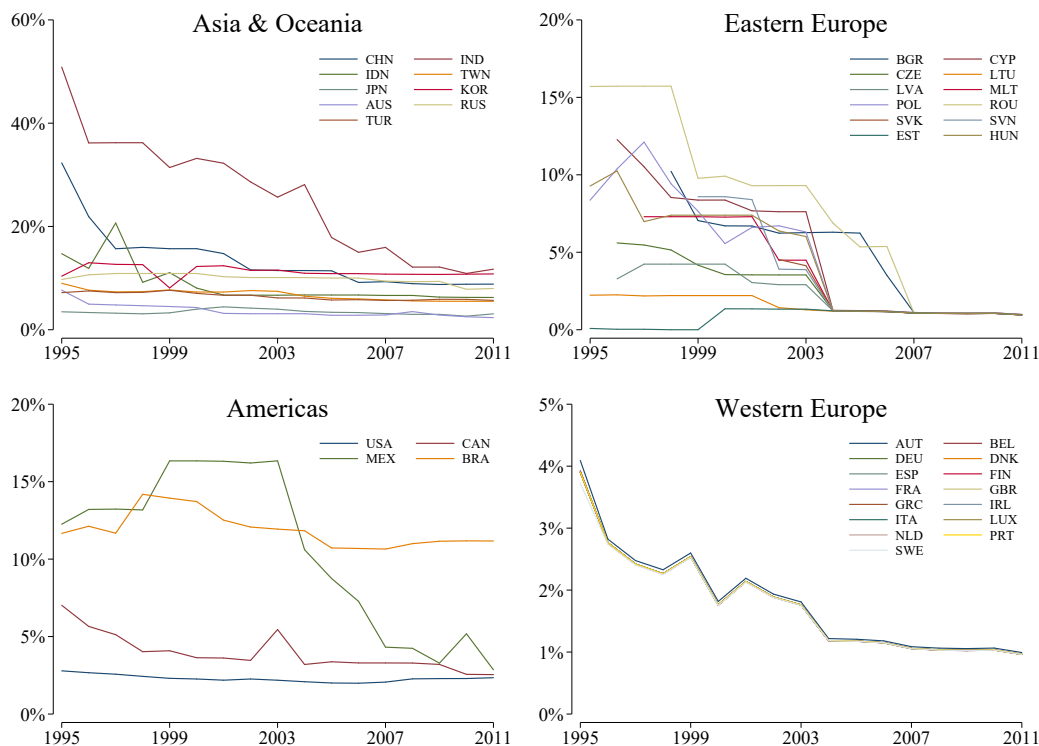 Asia & Oceania
60%
40%
20%
0%
CHN IND
IDN TWN
JPN KOR
AUS RUS
TUR
1995 1999 2003 2007 2011
Eastern Europe
20%
15%
10%
5%
0%
BGR CYP
CZE LTU
LVA MLT
POL ROU
SVK SVN
EST HUN
1995 1999 2003 2007 2011
Americas
20%
15%
10%
5%
0%
USA CAN
MEX BRA
1995 1999 2003 2007 2011
Western Europe
5%
4%
3%
2%
1%
0%
AUT BEL
DEU DNK
ESP FIN
FRA GBR
GRC IRL
ITA LUX
NLD PRT
SWE
1995 1999 2003 2007 2011